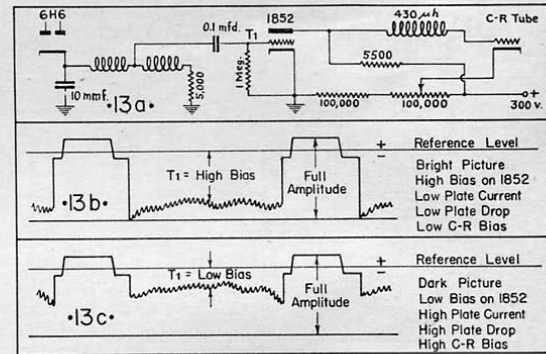 6H6
0.1 mfd.
T1
1852
430 μh
C-R Tube
5500
1 Meg.
5,000
10 mmf.
•13a•
100,000
100,000
+
300 v.
•13b•
T1 = High Bias
Full
Amplitude
+
−
Reference Level
Bright Picture
High Bias on 1852
Low Plate Current
Low Plate Drop
Low C-R Bias
•13c•
T1 = Low Bias
Full
Amplitude
+
−
Reference Level
Dark Picture
Low Bias on 1852
High Plate Current
High Plate Drop
High C-R Bias